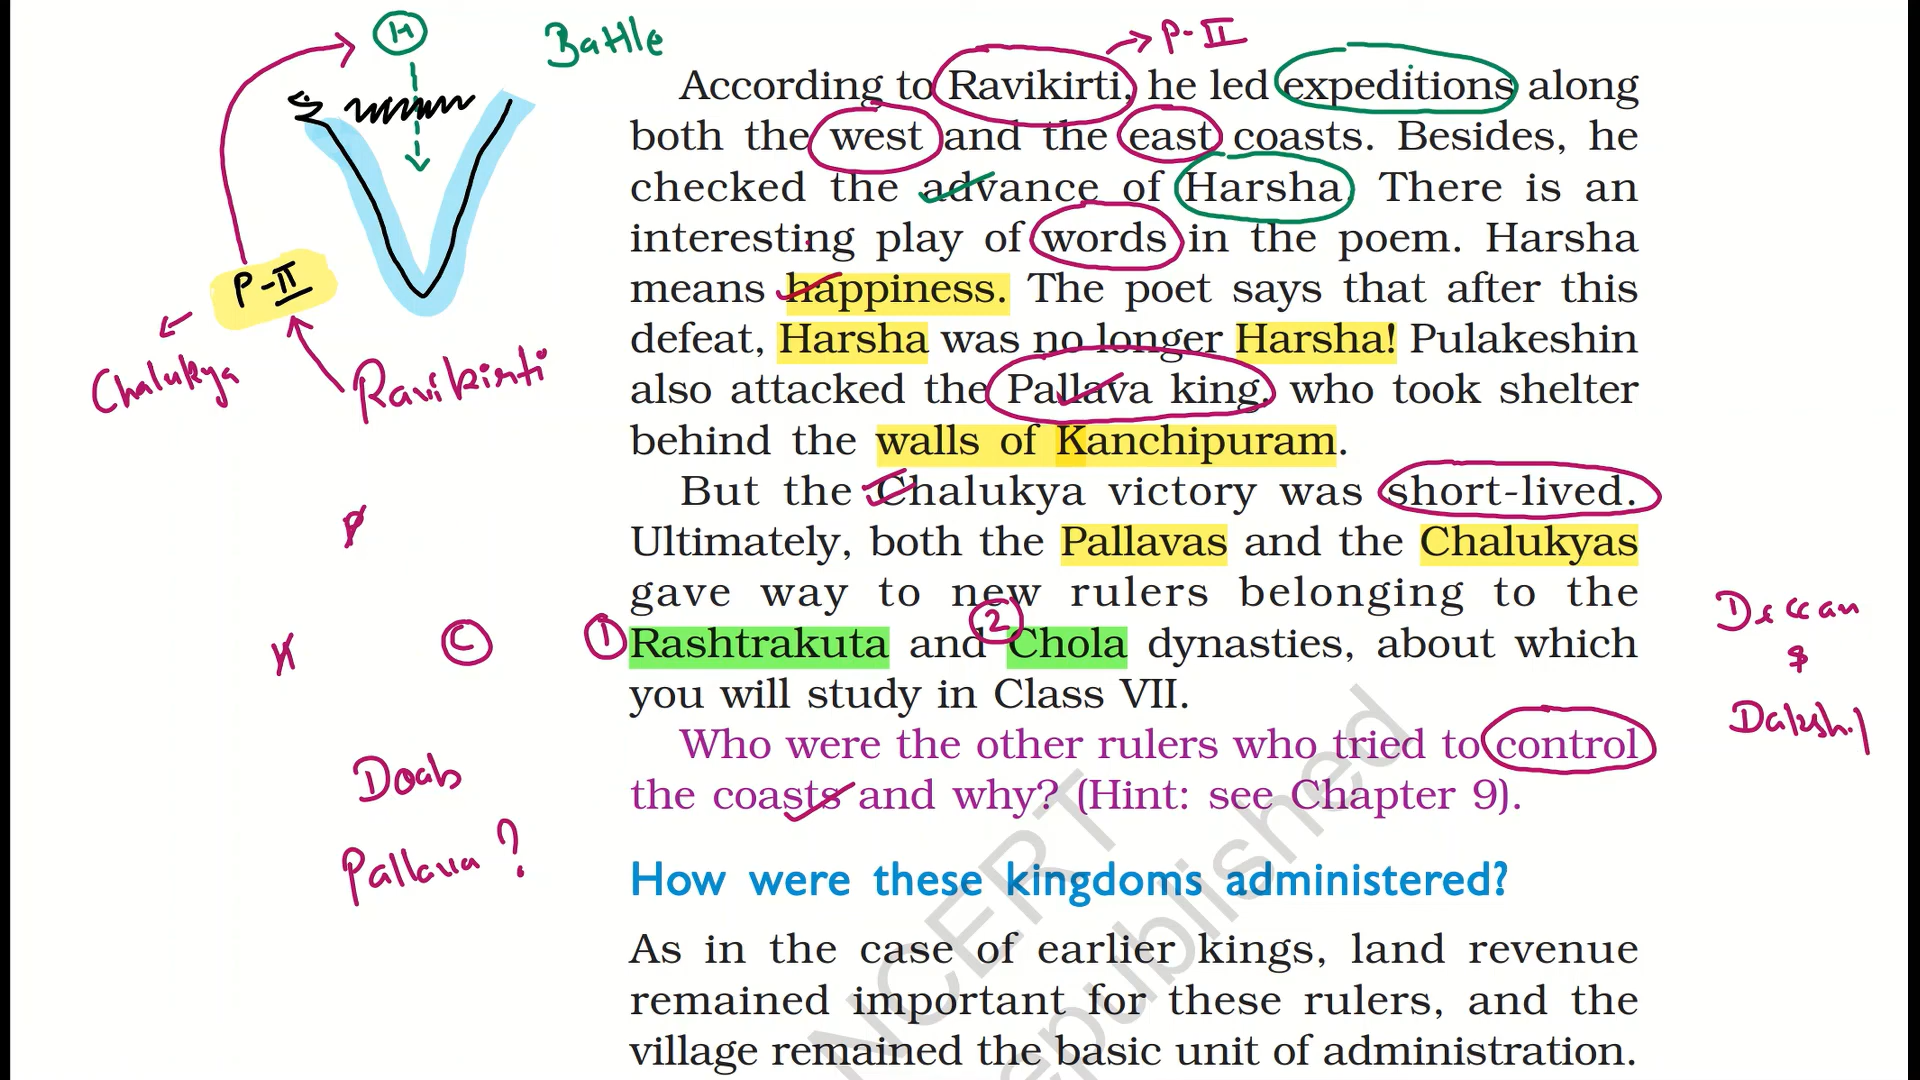 H
Battle
P-II
According to Ravikirti, he led expeditions along
both the west and the east coasts. Besides, he
checked the advance of Harsha. There is an
interesting play of words in the poem. Harsha
means happiness. The poet says that after this
defeat, Harsha was no longer Harsha! Pulakeshin
also attacked the Pallava king, who took shelter
behind the walls of Kanchipuram.
P-II
Chalukya
Ravikirti
But the Chalukya victory was short-lived.
Ultimately, both the Pallavas and the Chalukyas
gave way to new rulers belonging to the
1 Rashtrakuta and 2 Chola dynasties, about which
you will study in Class VII.
P
H
C
Deccan
&
Who were the other rulers who tried to control
the coasts and why? (Hint: see Chapter 9).
Doab
Pallava ?
How were these kingdoms administered?
As in the case of earlier kings, land revenue
remained important for these rulers, and the
village remained the basic unit of administration.
NCERT
republished